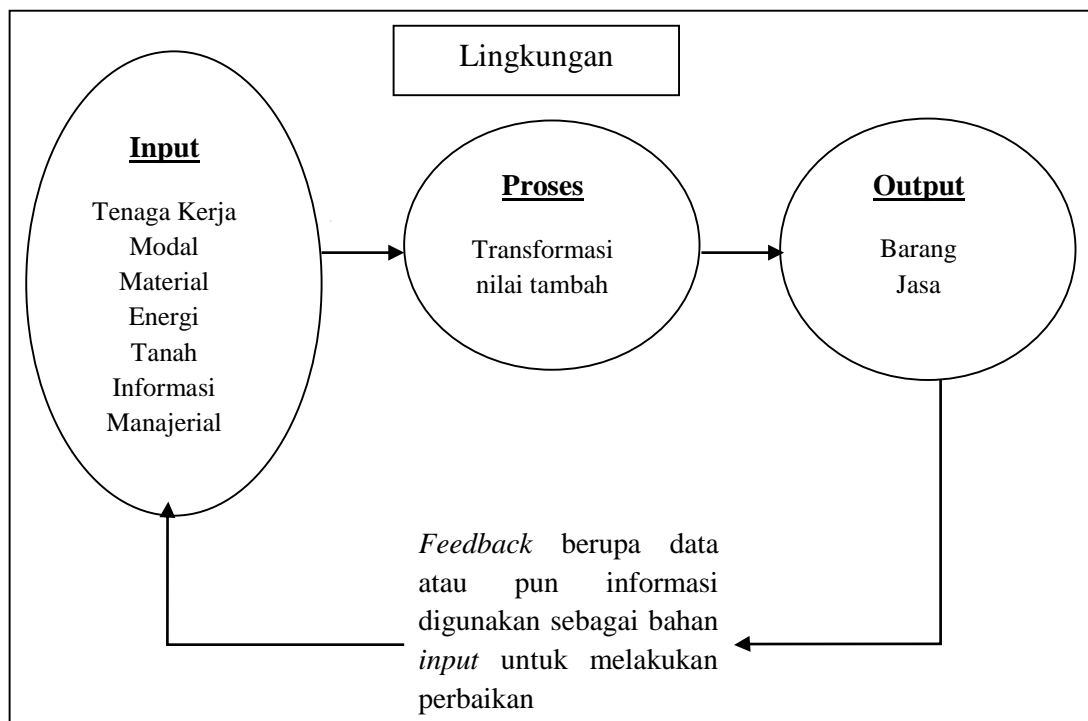 Lingkungan
Input
Tenaga Kerja
Modal
Material
Energi
Tanah
Informasi
Manajerial
Proses
Transformasi
nilai tambah
Output
Barang
Jasa
Feedback berupa data
atau pun informasi
digunakan sebagai bahan
input untuk melakukan
perbaikan